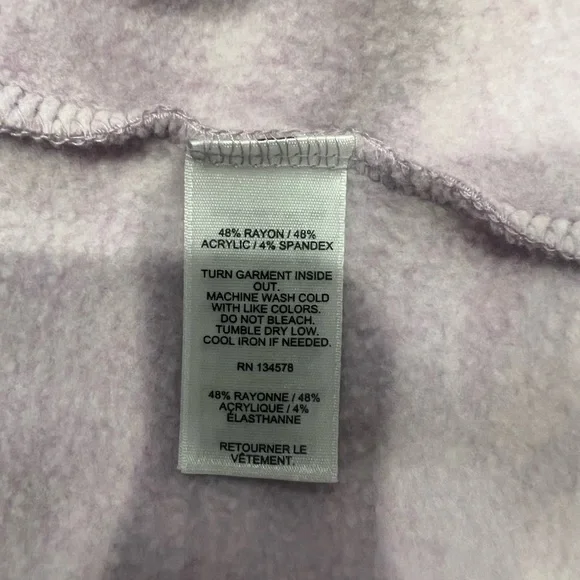 48% RAYON / 48%
ACRYLIC / 4% SPANDEX
TURN GARMENT INSIDE
OUT.
MACHINE WASH COLD
WITH LIKE COLORS.
DO NOT BLEACH.
TUMBLE DRY LOW.
COOL IRON IF NEEDED.
RN 134578
48% RAYONNE / 48%
ACRYLIQUE / 4%
ÉLASTHANNE
RETOURNER LE
VÊTEMENT.